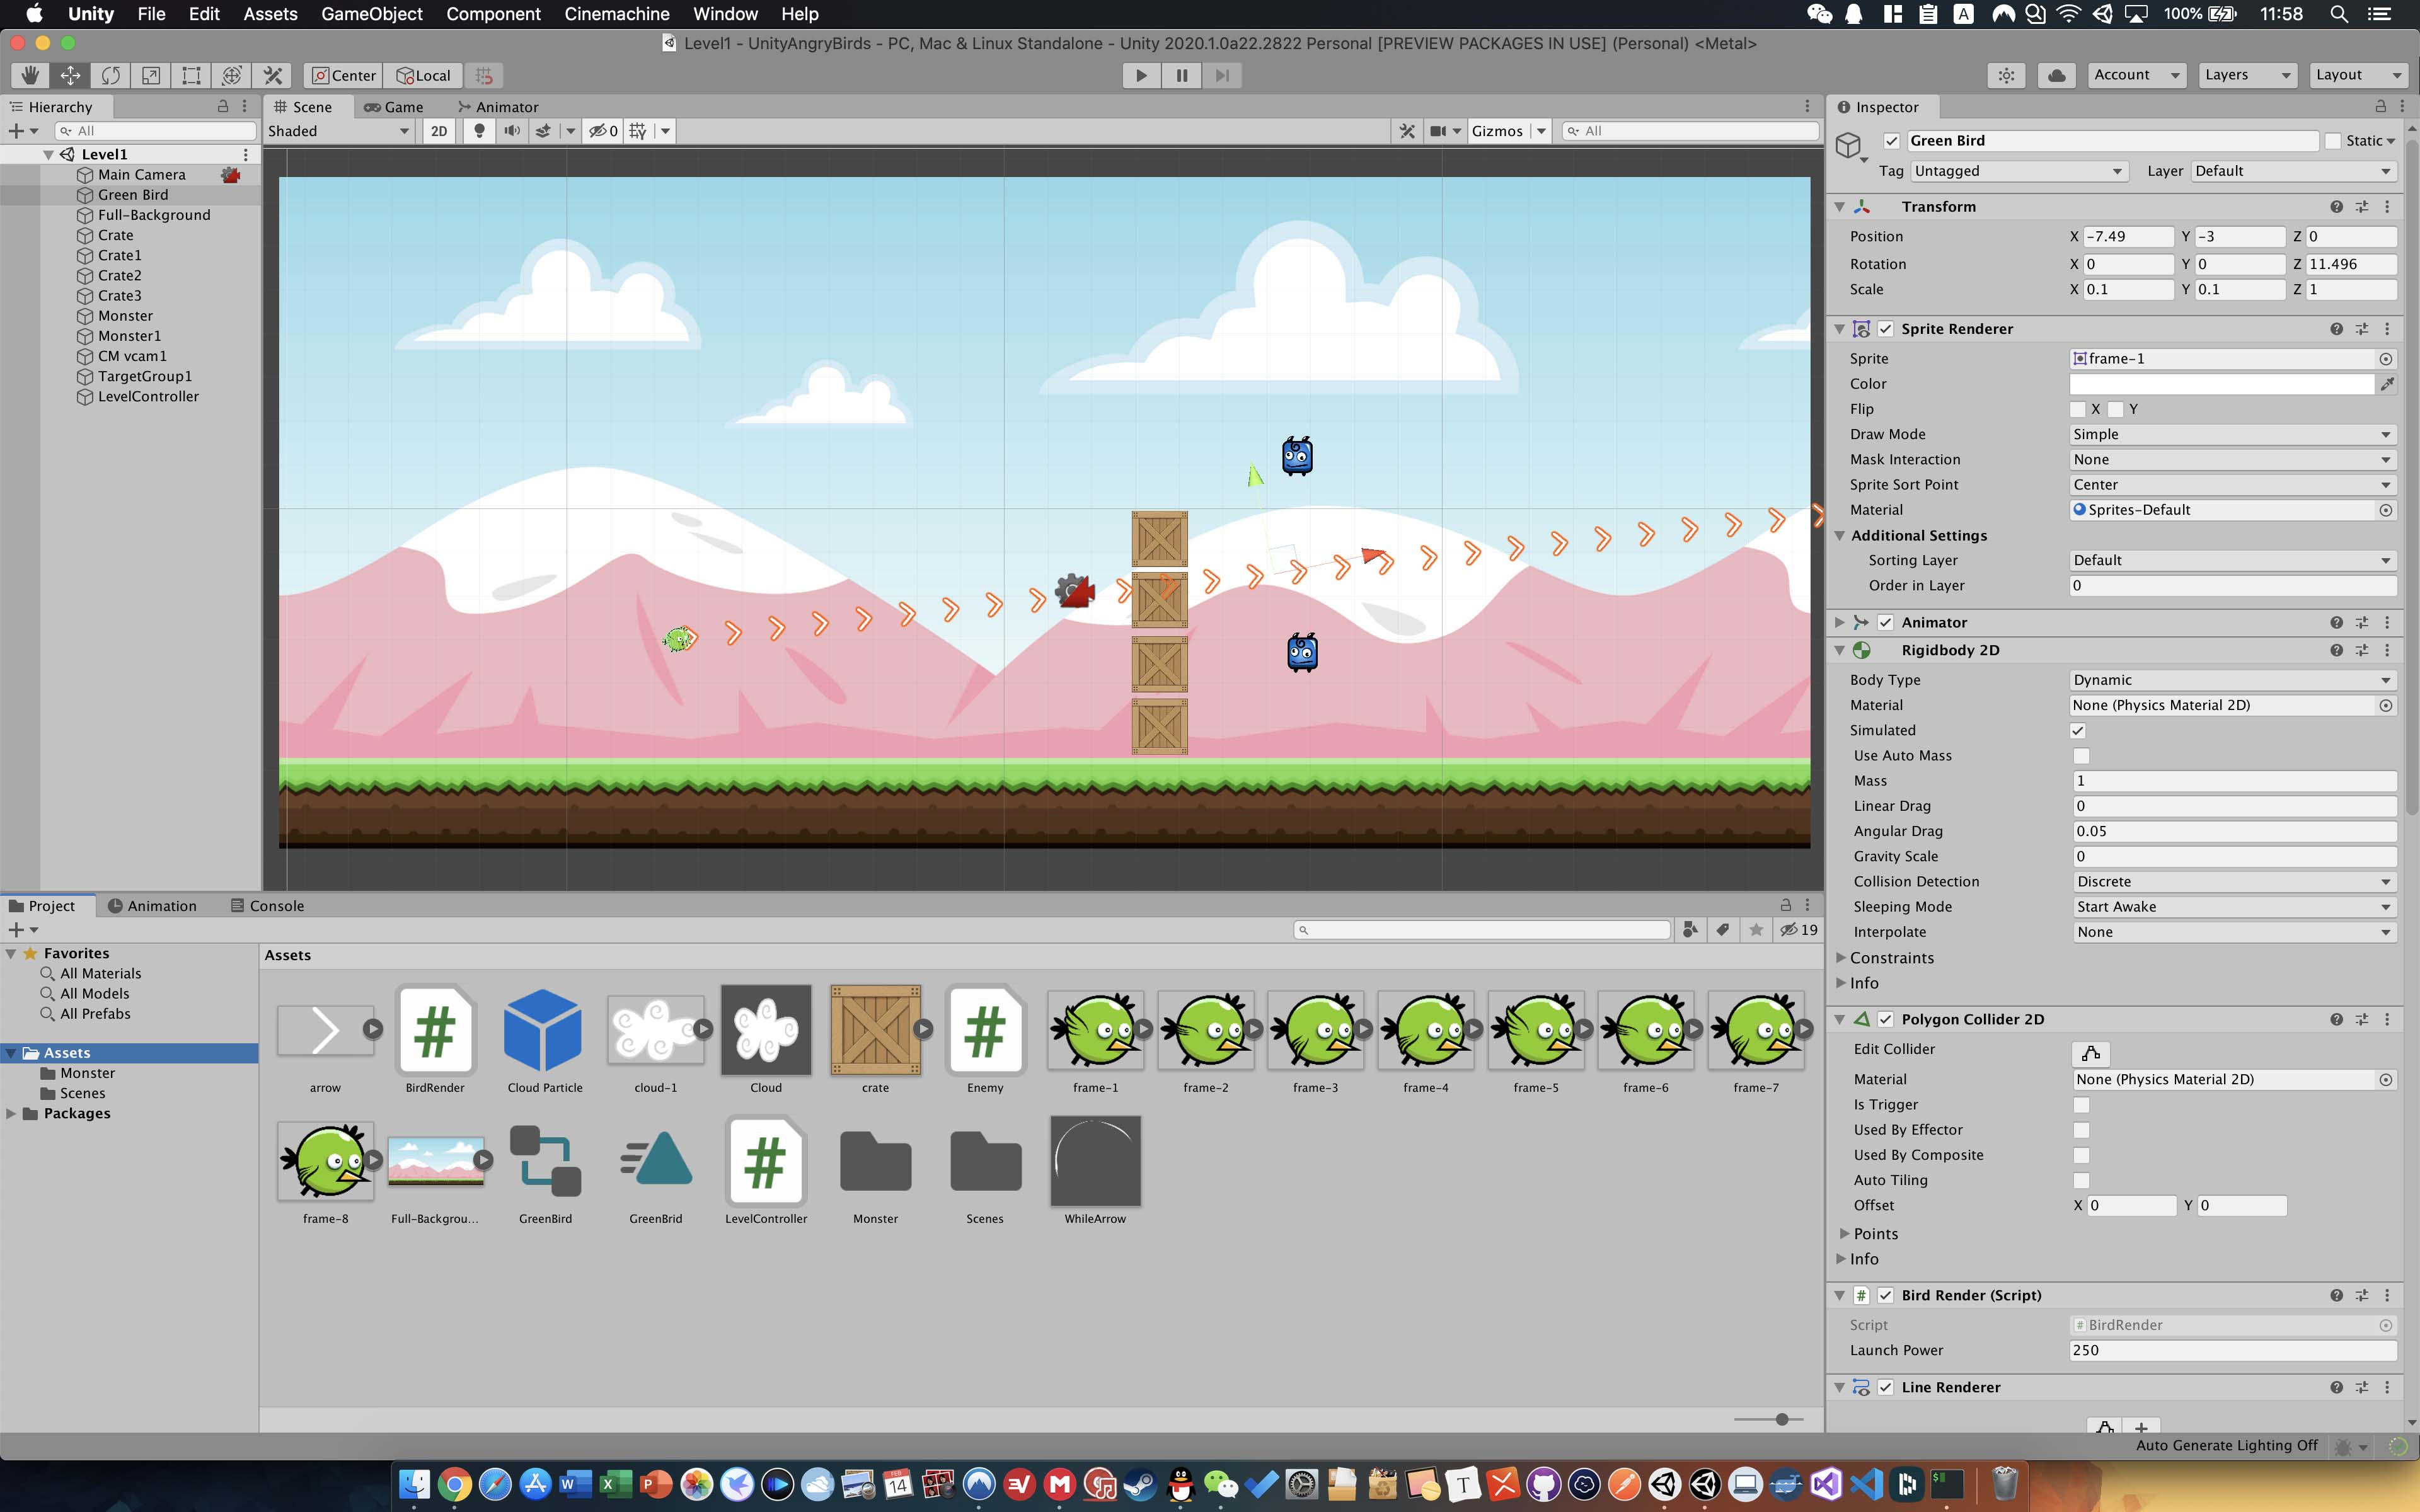 Unity File Edit Assets GameObject Component Cinemachine Window Help
A 100% 11:58
Level1 - UnityAngryBirds - PC, Mac & Linux Standalone - Unity 2020.1.0a22.2822 Personal [PREVIEW PACKAGES IN USE] (Personal) <Metal>
Center Local Account Layers Layout
Hierarchy
All
Level1
Main Camera
Green Bird
Full-Background
Crate
Crate1
Crate2
Crate3
Monster
Monster1
CM vcam1
TargetGroup1
LevelController
Scene Game Animator
Shaded 2D 0 Gizmos All
Inspector
Green Bird Static
Tag Untagged Layer Default
Transform
Position X -7.49 Y -3 Z 0
Rotation X 0 Y 0 Z 11.496
Scale X 0.1 Y 0.1 Z 1
Sprite Renderer
Sprite frame-1
Color
Flip X Y
Draw Mode Simple
Mask Interaction None
Sprite Sort Point Center
Material Sprites-Default
Additional Settings
Sorting Layer Default
Order in Layer 0
Animator
Rigidbody 2D
Body Type Dynamic
Material None (Physics Material 2D)
Simulated
Use Auto Mass
Mass 1
Linear Drag 0
Angular Drag 0.05
Gravity Scale 0
Collision Detection Discrete
Sleeping Mode Start Awake
Interpolate None
Constraints
Info
Polygon Collider 2D
Edit Collider
Material None (Physics Material 2D)
Is Trigger
Used By Effector
Used By Composite
Auto Tiling
Offset X 0 Y 0
Points
Info
Bird Render (Script)
Script BirdRender
Launch Power 250
Line Renderer
Project Animation Console
19
Favorites
All Materials
All Models
All Prefabs
Assets
Monster
Scenes
Packages
Assets
arrow BirdRender Cloud Particle cloud-1 Cloud crate Enemy frame-1 frame-2 frame-3 frame-4 frame-5 frame-6 frame-7
frame-8 Full-Backgrou... GreenBird GreenBrid LevelController Monster Scenes WhileArrow
Auto Generate Lighting Off
FEB
14